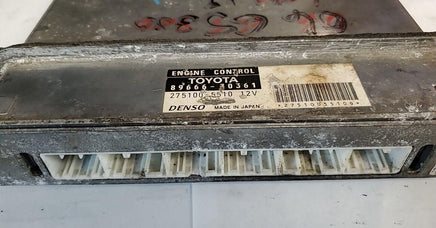 ENGINE CONTROL
TOYOTA
89666-30361
275100-5510 12V
DENSO MADE IN JAPAN